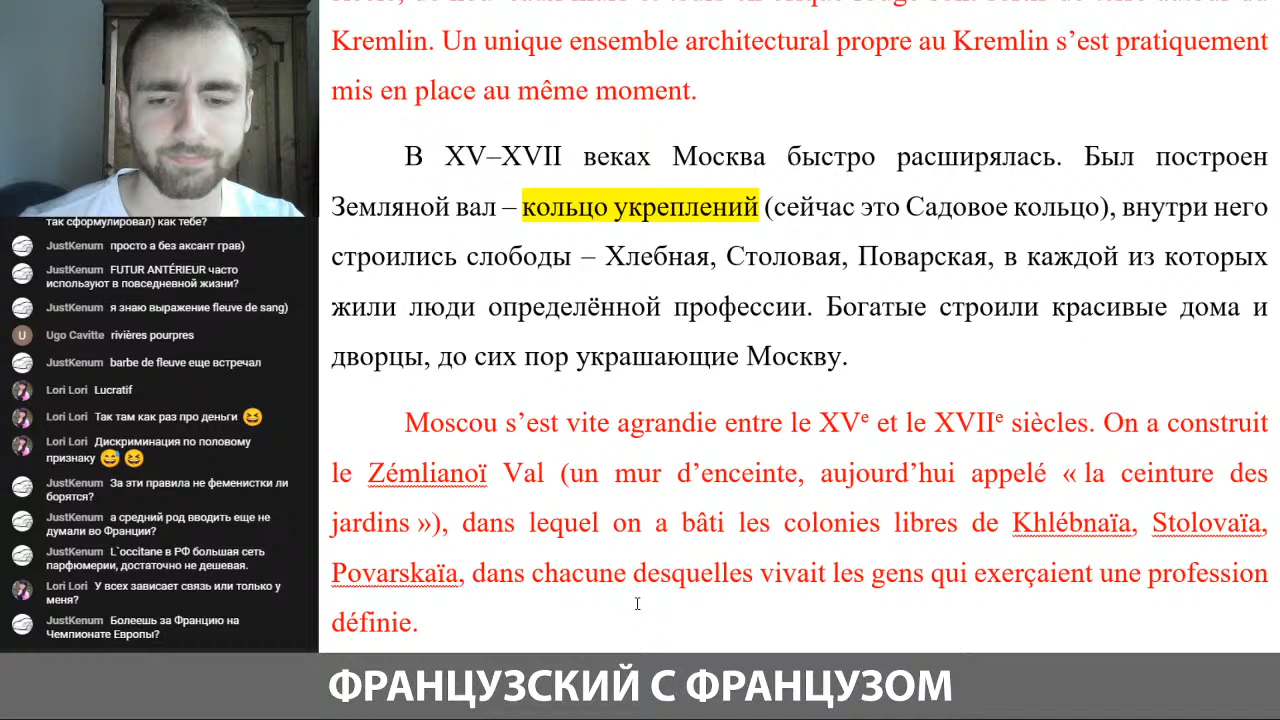 Kremlin. Un unique ensemble architectural propre au Kremlin s’est pratiquement
mis en place au même moment.
В XV–XVII веках Москва быстро расширялась. Был построен
Земляной вал – кольцо укреплений (сейчас это Садовое кольцо), внутри него
строились слободы – Хлебная, Столовая, Поварская, в каждой из которых
жили люди определённой профессии. Богатые строили красивые дома и
дворцы, до сих пор украшающие Москву.
Moscou s’est vite agrandie entre le XVᵉ et le XVIIᵉ siècles. On a construit
le Zémlianoï Val (un mur d’enceinte, aujourd’hui appelé « la ceinture des
jardins »), dans lequel on a bâti les colonies libres de Khlébnaïa, Stolovaïa,
Povarskaïa, dans chacune desquelles vivait les gens qui exerçaient une profession
définie.
так сформулировал) как тебе?
JustKenum просто а без аксант грав)
JustKenum FUTUR ANTÉRIEUR часто
используют в повседневной жизни?
JustKenum я знаю выражение fleuve de sang)
U Ugo Cavitte rivières pourpres
JustKenum barbe de fleuve еще встречал
Lori Lori Lucratif
Lori Lori Так там как раз про деньги 😆
Lori Lori Дискриминация по половому
признаку 😅 😆
JustKenum За эти правила не феменистки ли
борятся?
JustKenum а средний род вводить еще не
думали во Франции?
JustKenum L`occitane в РФ большая сеть
парфюмерии, достаточно не дешевая.
Lori Lori У всех зависает связь или только у
меня?
JustKenum Болеешь за Францию на
Чемпионате Европы?
ФРАНЦУЗСКИЙ С ФРАНЦУЗОМ